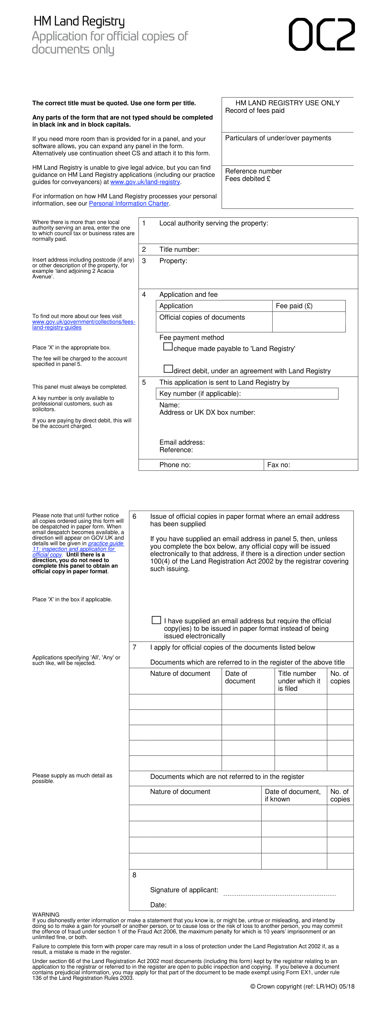 HM Land Registry
Application for official copies of
documents only
OC2
The correct title must be quoted. Use one form per title.
Any parts of the form that are not typed should be completed
in black ink and in block capitals.
If you need more room than is provided for in a panel, and your
software allows, you can expand any panel in the form.
Alternatively use continuation sheet CS and attach it to this form.
HM Land Registry is unable to give legal advice, but you can find
guidance on HM Land Registry applications (including our practice
guides for conveyancers) at www.gov.uk/land-registry.
For information on how HM Land Registry processes your personal
information, see our Personal Information Charter.
HM LAND REGISTRY USE ONLY
Record of fees paid
Particulars of under/over payments
Reference number
Fees debited £
Where there is more than one local
authority serving an area, enter the one
to which council tax or business rates are
normally paid.
1 Local authority serving the property:
2 Title number:
Insert address including postcode (if any)
or other description of the property, for
example 'land adjoining 2 Acacia
Avenue'.
3 Property:
4 Application and fee
Application Fee paid (£)
Official copies of documents
To find out more about our fees visit
www.gov.uk/government/collections/fees-
land-registry-guides
Fee payment method
Place 'X' in the appropriate box.
cheque made payable to 'Land Registry'
The fee will be charged to the account
specified in panel 5.
direct debit, under an agreement with Land Registry
This panel must always be completed.
A key number is only available to
professional customers, such as
solicitors.
If you are paying by direct debit, this will
be the account charged.
5 This application is sent to Land Registry by
Key number (if applicable):
Name:
Address or UK DX box number:
Email address:
Reference:
Phone no: Fax no:
Please note that until further notice
all copies ordered using this form will
be despatched in paper form. When
email despatch becomes available, a
direction will appear on GOV.UK and
details will be given in practice guide
11: inspection and application for
official copy. Until there is a
direction, you do not need to
complete this panel to obtain an
official copy in paper format.
Place 'X' in the box if applicable.
6 Issue of official copies in paper format where an email address
has been supplied
If you have supplied an email address in panel 5, then, unless
you complete the box below, any official copy will be issued
electronically to that address, if there is a direction under section
100(4) of the Land Registration Act 2002 by the registrar covering
such issuing.
I have supplied an email address but require the official
copy(ies) to be issued in paper format instead of being
issued electronically
Applications specifying 'All', 'Any' or
such like, will be rejected.
7 I apply for official copies of the documents listed below
Documents which are referred to in the register of the above title
Nature of document Date of document Title number under which it is filed No. of copies
Please supply as much detail as
possible.
Documents which are not referred to in the register
Nature of document Date of document, if known No. of copies
8
Signature of applicant:
Date:
WARNING
If you dishonestly enter information or make a statement that you know is, or might be, untrue or misleading, and intend by
doing so to make a gain for yourself or another person, or to cause loss or the risk of loss to another person, you may commit
the offence of fraud under section 1 of the Fraud Act 2006, the maximum penalty for which is 10 years' imprisonment or an
unlimited fine, or both.
Failure to complete this form with proper care may result in a loss of protection under the Land Registration Act 2002 if, as a
result, a mistake is made in the register.
Under section 66 of the Land Registration Act 2002 most documents (including this form) kept by the registrar relating to an
application to the registrar or referred to in the register are open to public inspection and copying. If you believe a document
contains prejudicial information, you may apply for that part of the document to be made exempt using Form EX1, under rule
136 of the Land Registration Rules 2003.
© Crown copyright (ref: LR/HO) 05/18